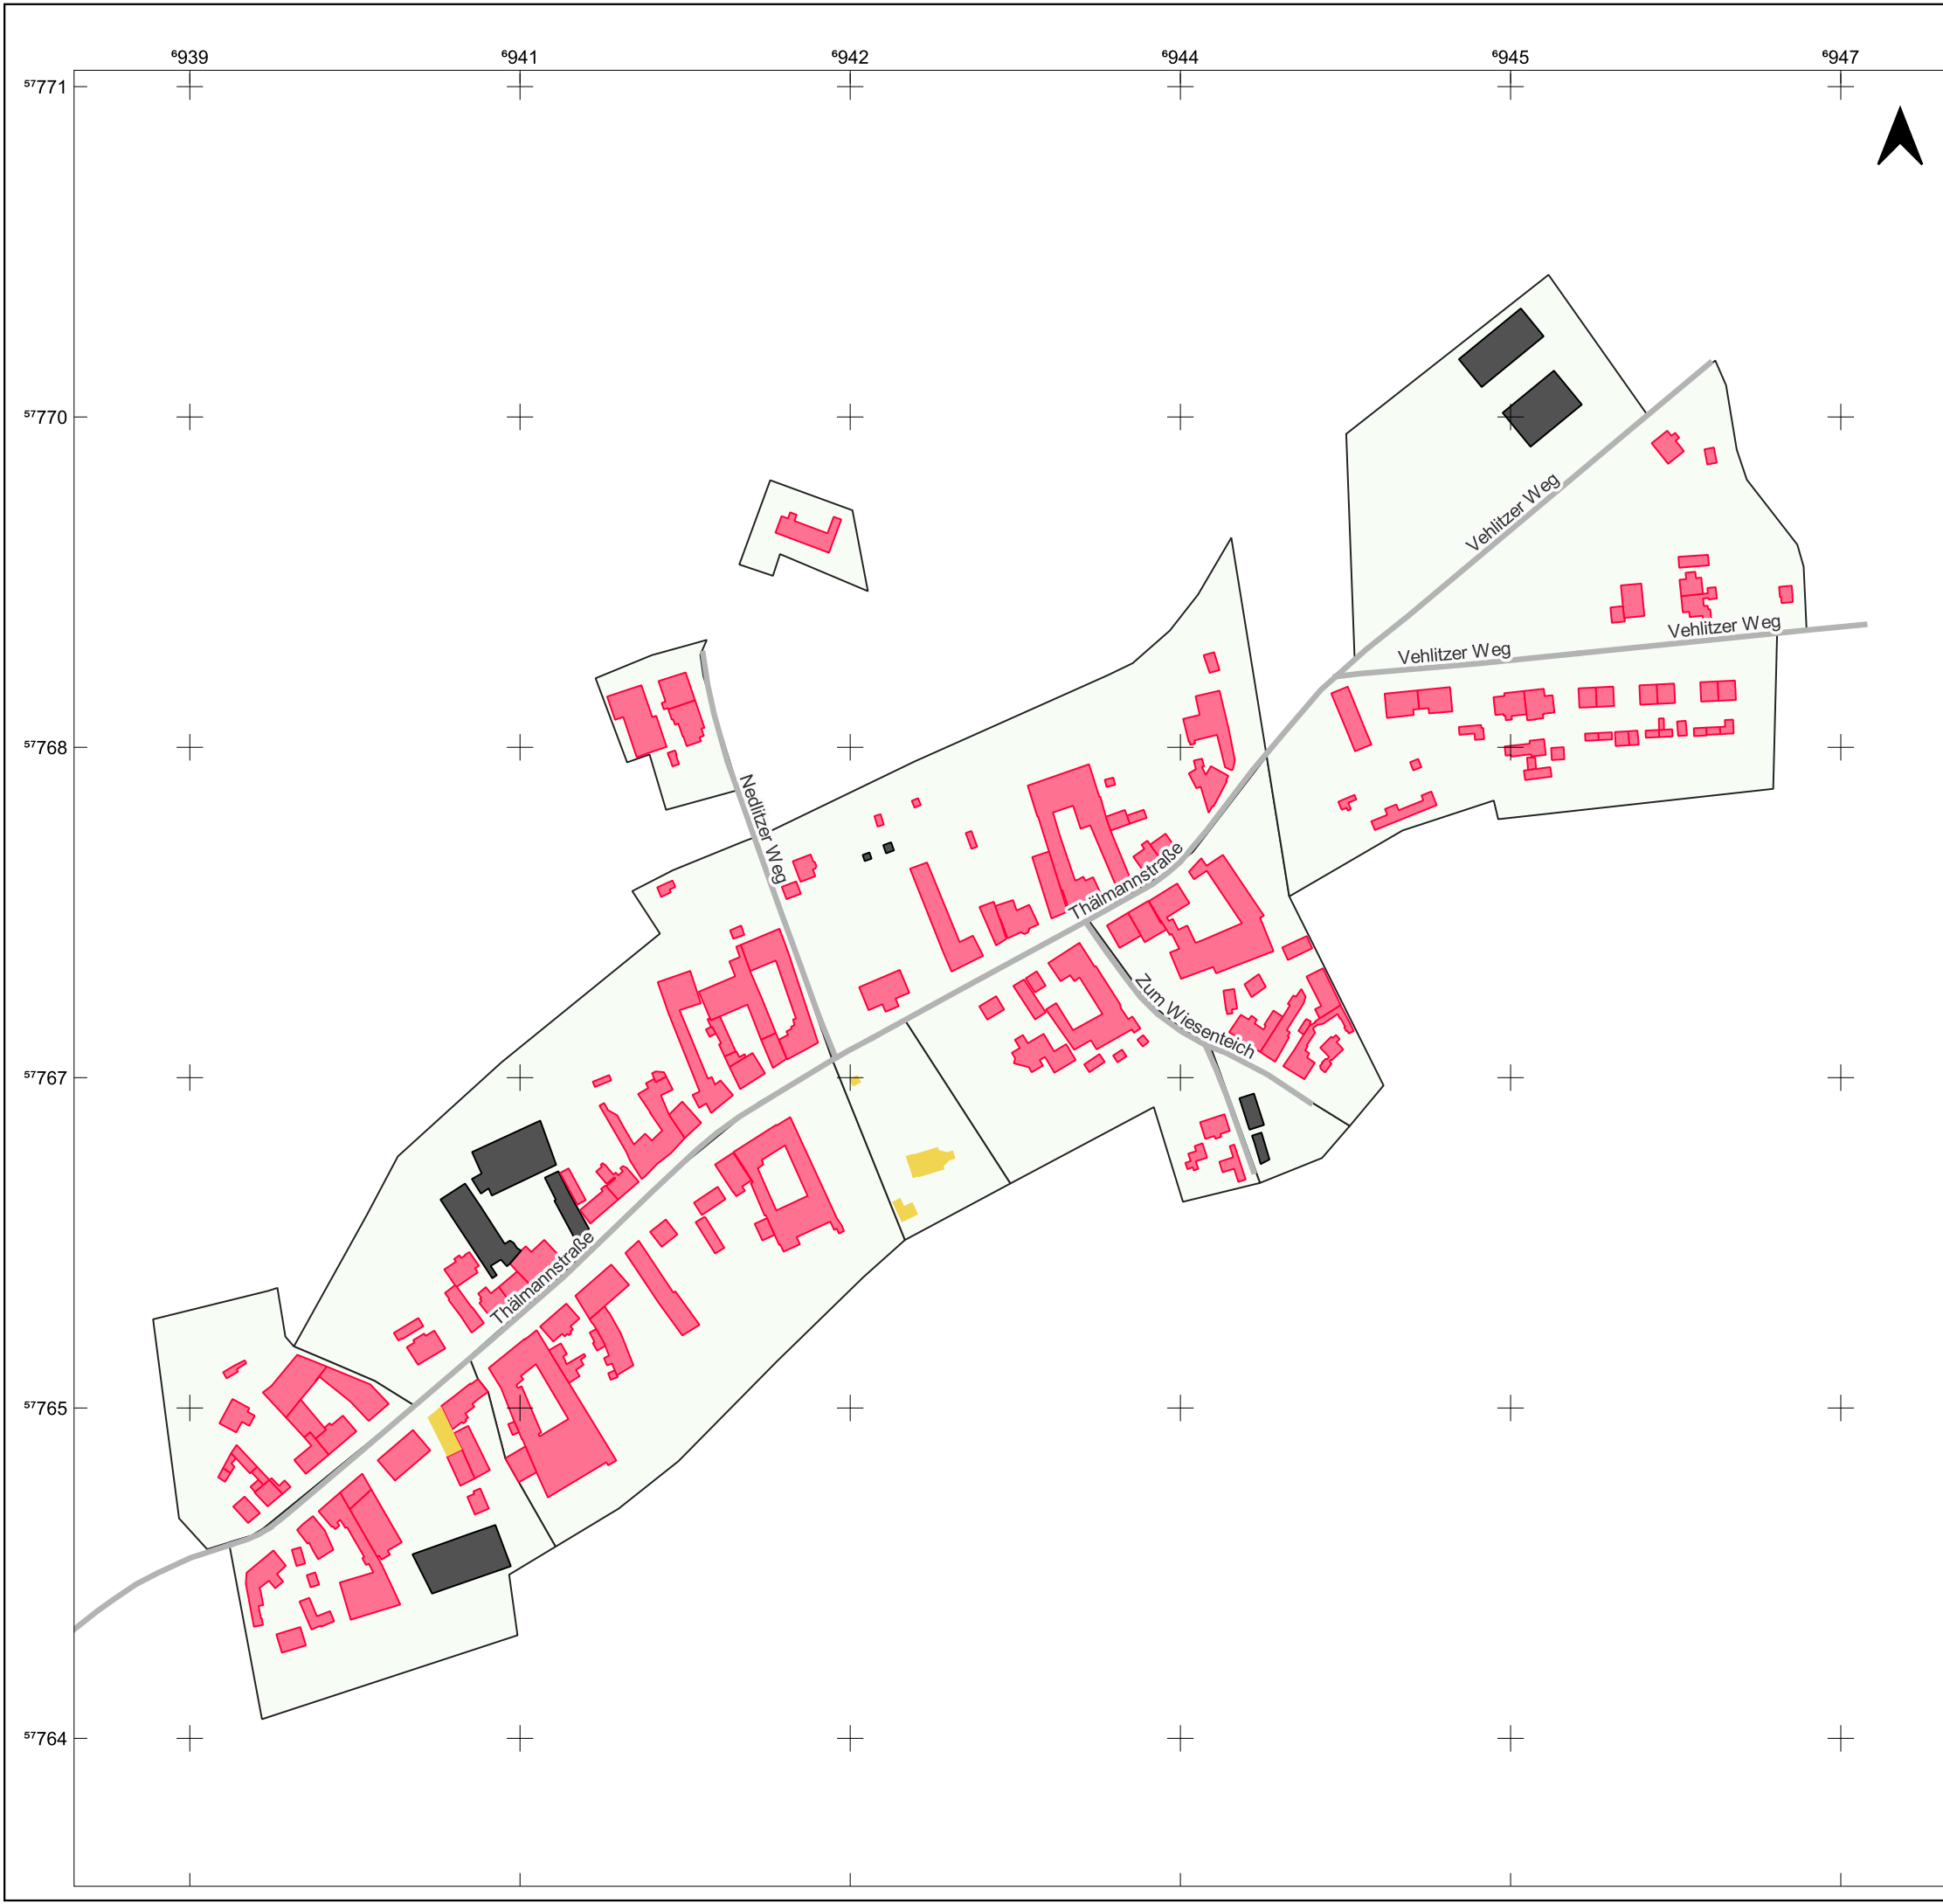 ⁶939 ⁶941 ⁶942 ⁶944 ⁶945 ⁶947
⁵⁷771
⁵⁷770
Vehlitzer Weg
Vehlitzer Weg
Vehlitzer Weg
⁵⁷768
Nedlitzer Weg
Thälmannstraße
Zum Wiesenteich
⁵⁷767
Thälmannstraße
⁵⁷765
⁵⁷764